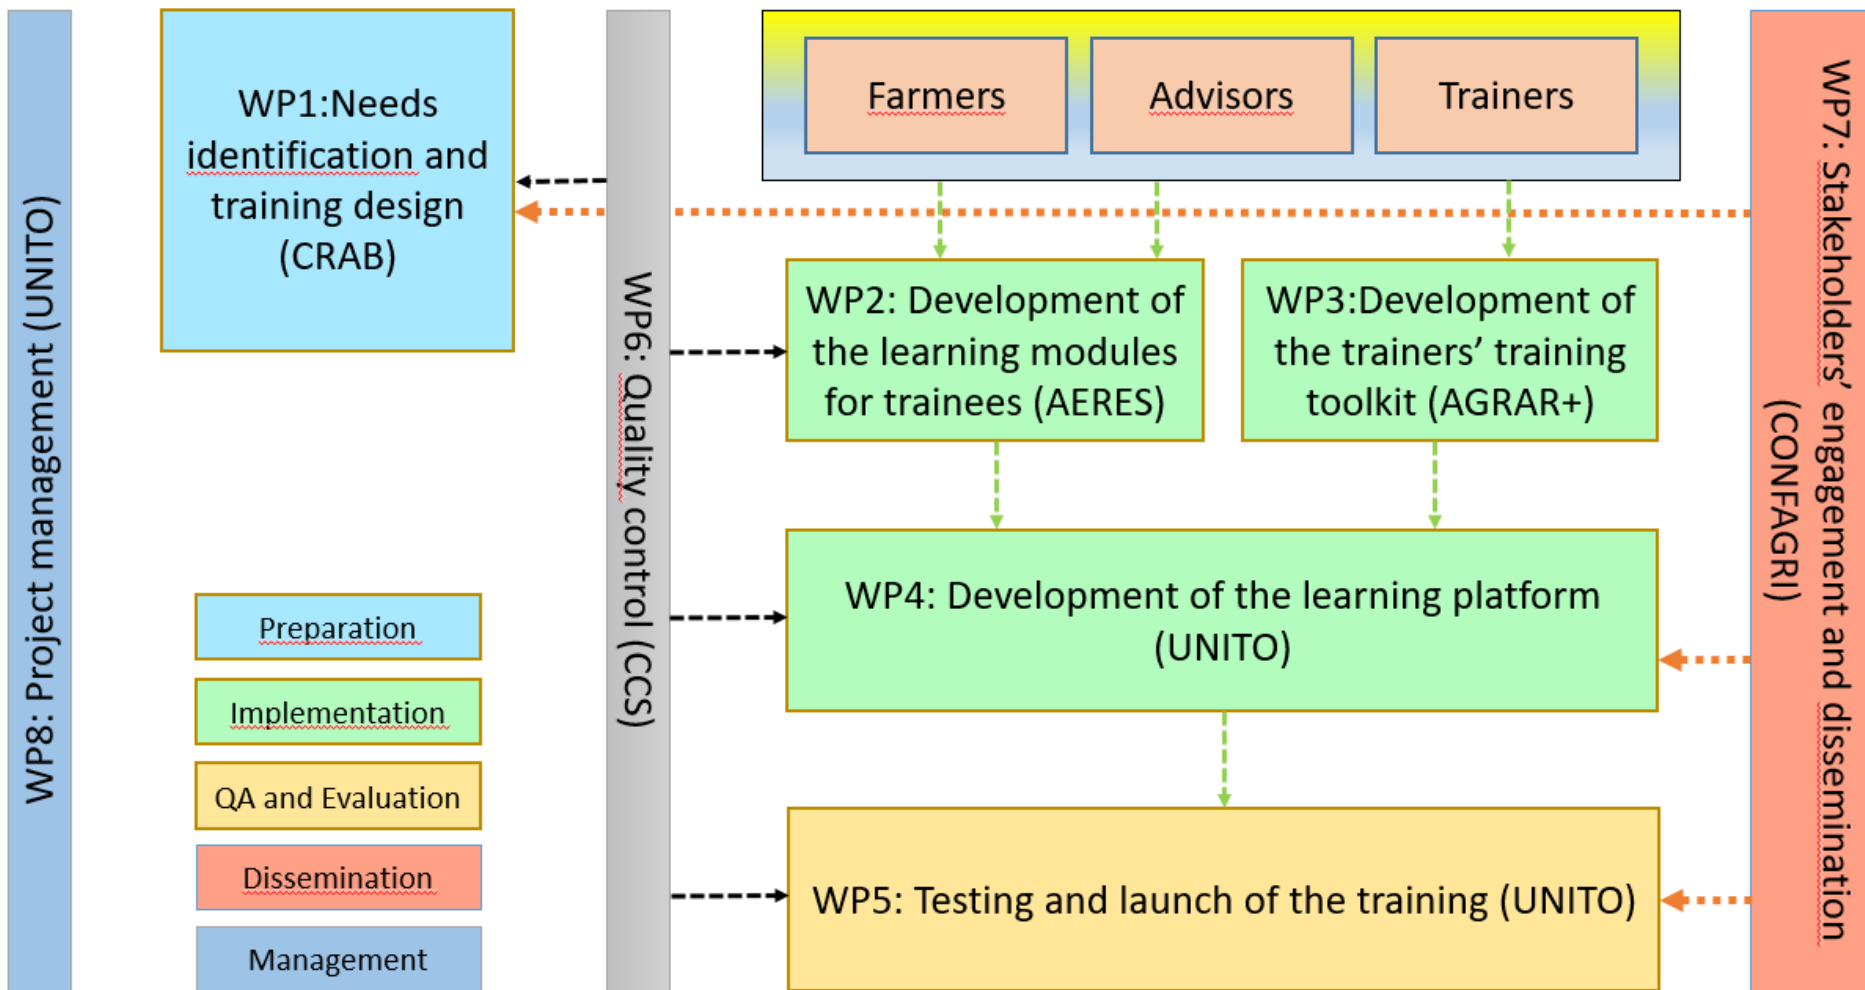 WP8: Project management (UNITO)
WP1:Needs
identification and
training design
(CRAB)
Preparation
Implementation
QA and Evaluation
Dissemination
Management
WP6: Quality control (CCS)
Farmers
Advisors
Trainers
WP2: Development of
the learning modules
for trainees (AERES)
WP3:Development of
the trainers’ training
toolkit (AGRAR+)
WP4: Development of the learning platform
(UNITO)
WP5: Testing and launch of the training (UNITO)
WP7: Stakeholders’ engagement and dissemination
(CONFAGRI)